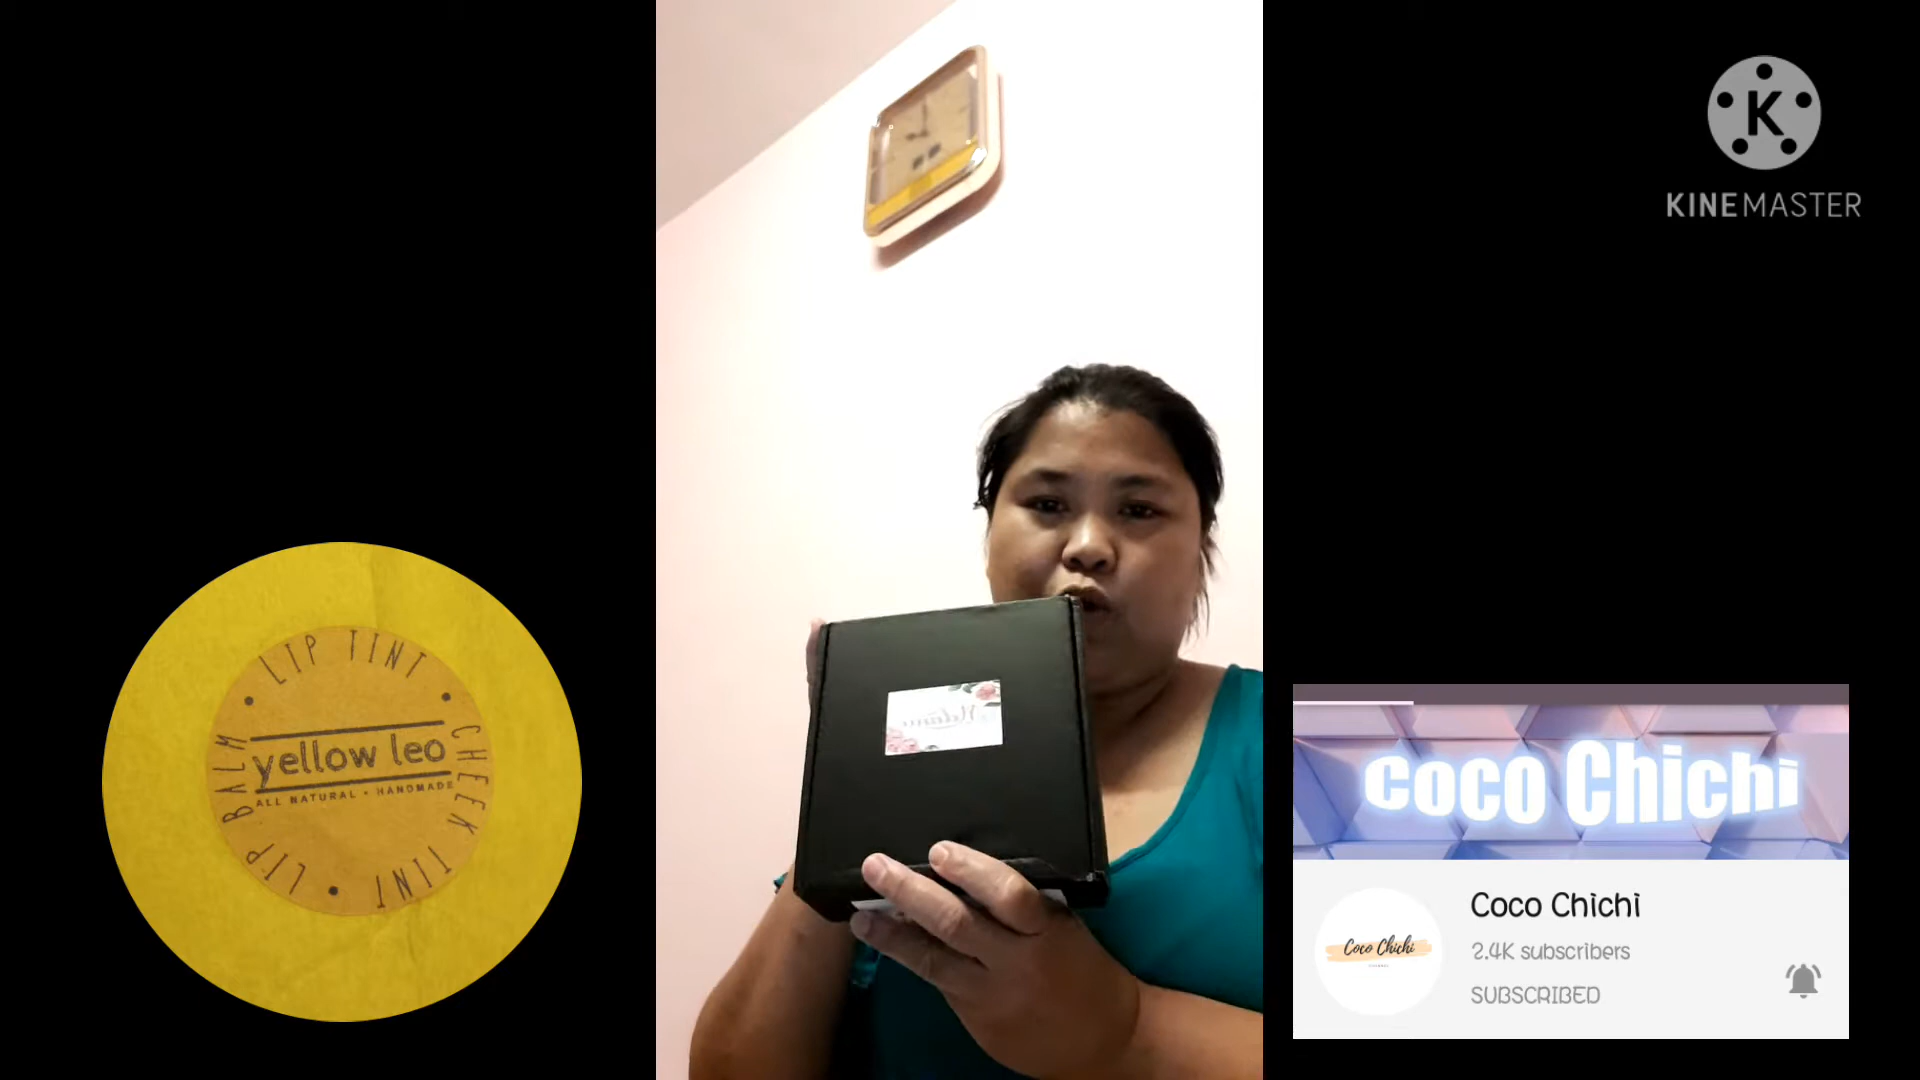 K
KINEMASTER
LIP TINT • CHEEK TINT • LIP BALM •
yellow leo
ALL NATURAL • HANDMADE
coco Chichi
Coco Chichi
Coco Chichi
2.4K subscribers
SUBSCRIBED